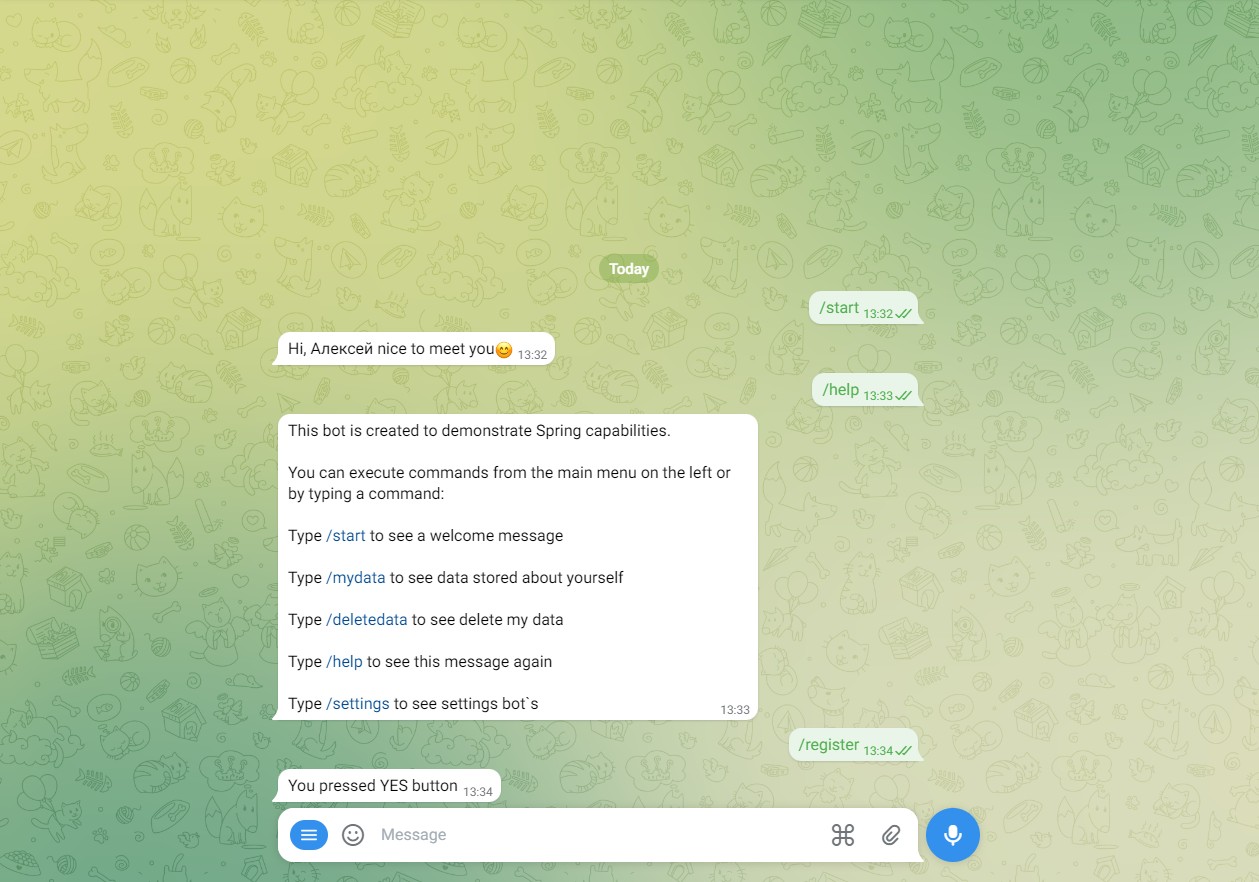 Today
/start 13:32
Hi, Алексей nice to meet you😊 13:32
/help 13:33
This bot is created to demonstrate Spring capabilities.
You can execute commands from the main menu on the left or
by typing a command:
Type /start to see a welcome message
Type /mydata to see data stored about yourself
Type /deletedata to see delete my data
Type /help to see this message again
Type /settings to see settings bot`s
13:33
/register 13:34
You pressed YES button 13:34
Message